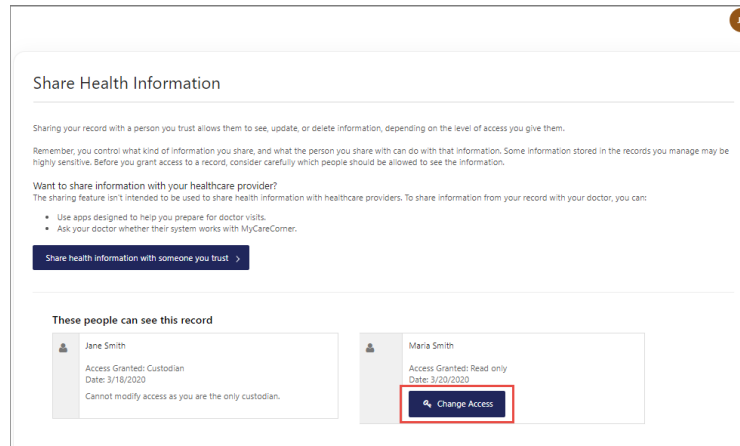 Share Health Information
Sharing your record with a person you trust allows them to see, update, or delete information, depending on the level of access you give them.
Remember, you control what kind of information you share, and what the person you share with can do with that information. Some information stored in the records you manage may be
highly sensitive. Before you grant access to a record, consider carefully which people should be allowed to see the information.
Want to share information with your healthcare provider?
The sharing feature isn't intended to be used to share health information with healthcare providers. To share information from your record with your doctor, you can:
• Use apps designed to help you prepare for doctor visits.
• Ask your doctor whether their system works with MyCareCorner.
Share health information with someone you trust >
These people can see this record
Jane Smith
Access Granted: Custodian
Date: 3/18/2020
Cannot modify access as you are the only custodian.
Maria Smith
Access Granted: Read only
Date: 3/20/2020
Change Access